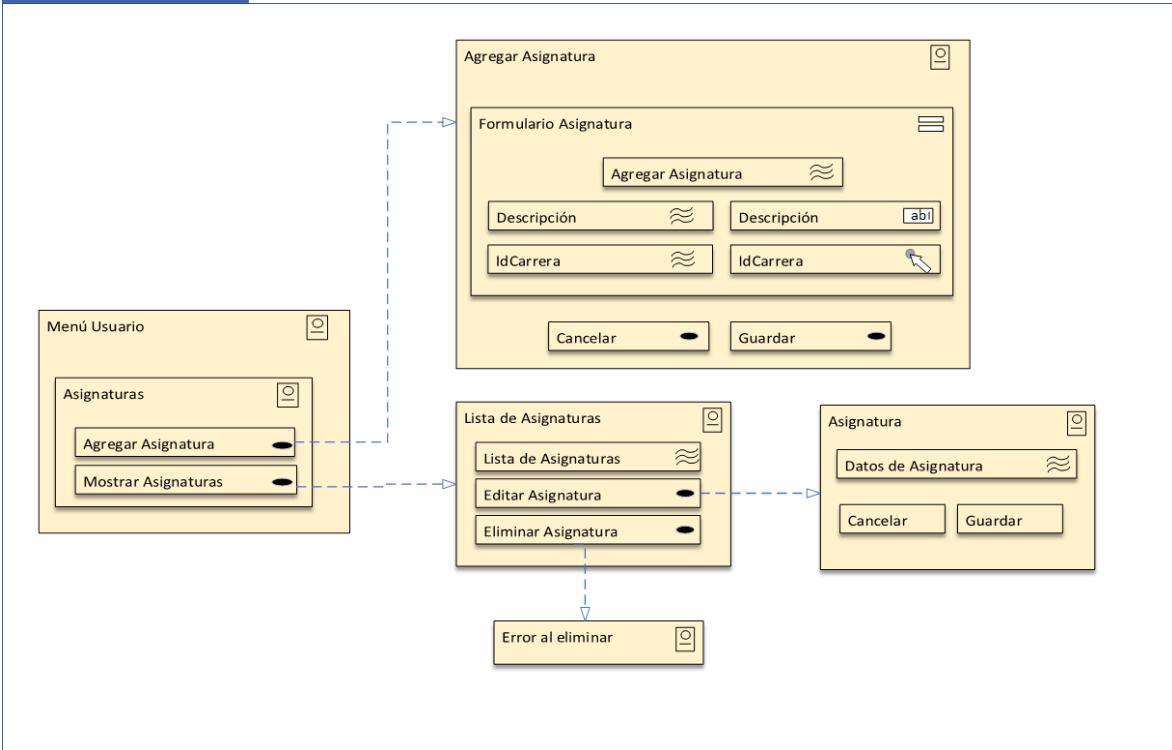 Agregar Asignatura
Formulario Asignatura
Agregar Asignatura
Descripción
Descripción
abI
IdCarrera
IdCarrera
Cancelar
Guardar
Menú Usuario
Asignaturas
Agregar Asignatura
Mostrar Asignaturas
Lista de Asignaturas
Lista de Asignaturas
Editar Asignatura
Eliminar Asignatura
Asignatura
Datos de Asignatura
Cancelar
Guardar
Error al eliminar